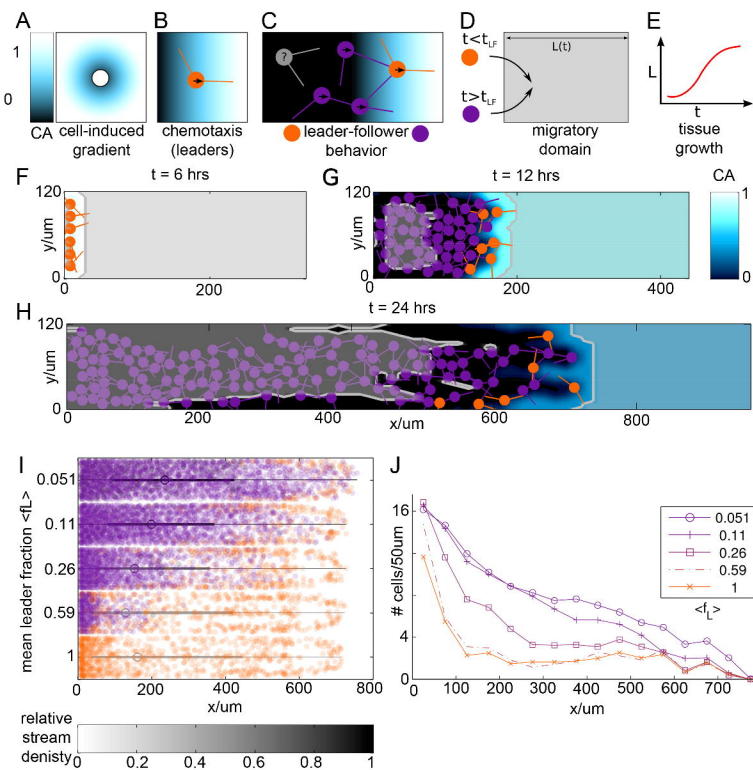 A
B
C
D
E
1
0
CA
cell-induced
gradient
chemotaxis
(leaders)
?
leader-follower
behavior
t<tLF
t>tLF
L(t)
migratory
domain
L
t
tissue
growth
F
t = 6 hrs
120
y/um
0
0
200
G
t = 12 hrs
120
y/um
0
0
200
400
CA
1
0
H
t = 24 hrs
120
y/um
0
0
200
400
600
800
x/um
I
mean leader fraction <fL>
0.051
0.11
0.26
0.59
1
0
200
400
600
800
x/um
relative
stream
denisty
0
0.2
0.4
0.6
0.8
1
J
# cells/50um
16
12
8
4
0
0
100
200
300
400
500
600
700
x/um
0.051
0.11
0.26
0.59
1
<fL>